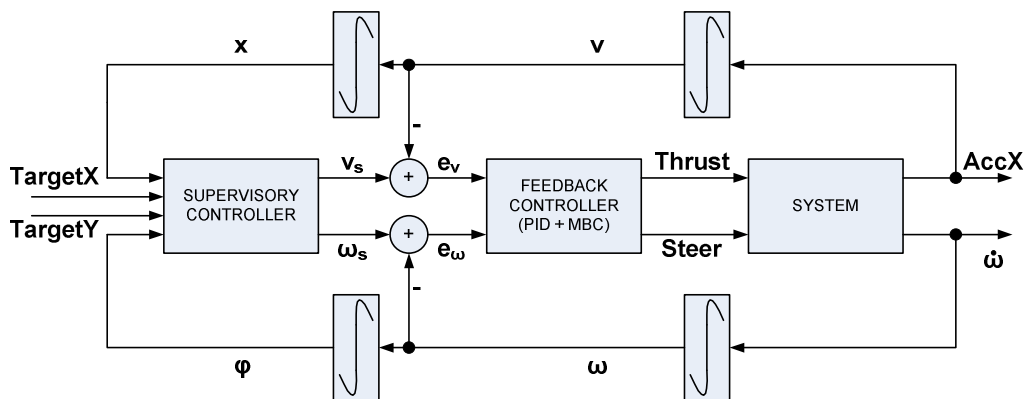 x
v
-
TargetX
TargetY
SUPERVISORY
CONTROLLER
vs
ωs
+
+
ev
eω
FEEDBACK
CONTROLLER
(PID + MBC)
Thrust
Steer
SYSTEM
AccX
ω̇
-
φ
ω